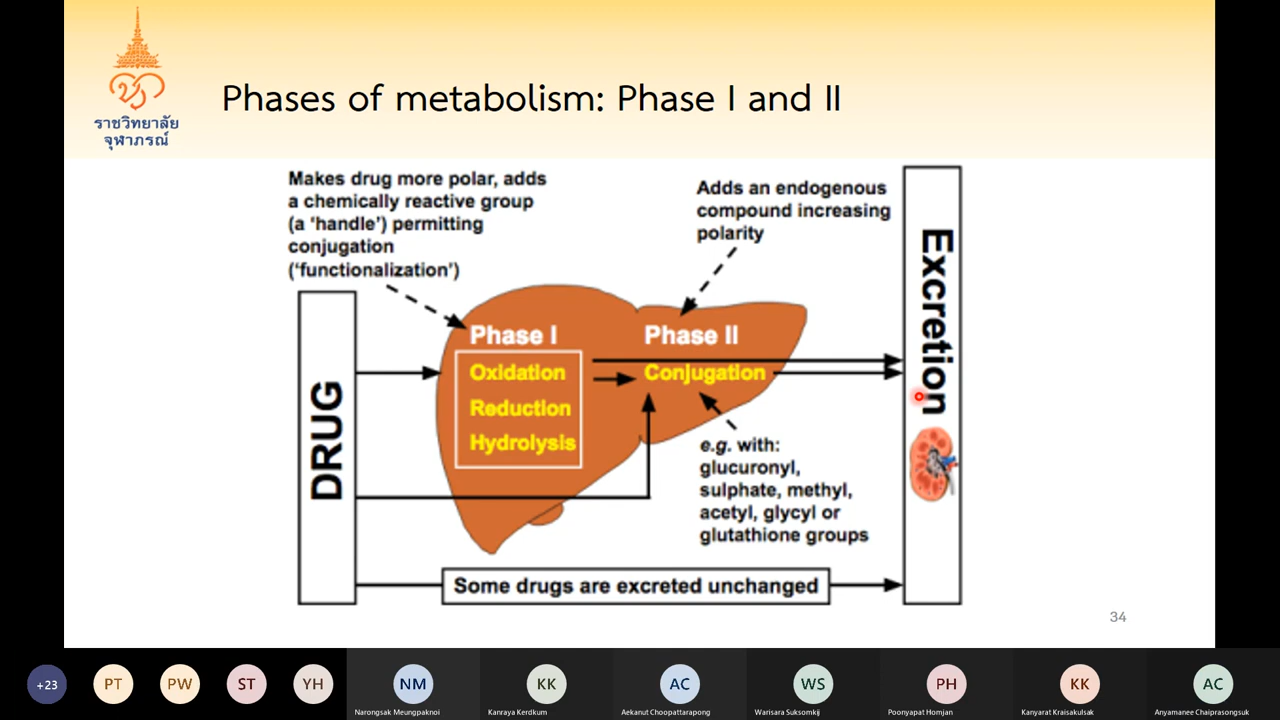 ราชวิทยาลัย
จุฬาภรณ์
Phases of metabolism: Phase I and II
Makes drug more polar, adds
a chemically reactive group
(a ‘handle’) permitting
conjugation
(‘functionalization’)
Adds an endogenous
compound increasing
polarity
DRUG
Phase I
Oxidation
Reduction
Hydrolysis
Phase II
Conjugation
e.g. with:
glucuronyl,
sulphate, methyl,
acetyl, glycyl or
glutathione groups
Some drugs are excreted unchanged
Excretion
34
+23
PT
PW
ST
YH
NM
Narongsak Meungpaknoi
KK
Kanraya Kerdkum
AC
Aekanut Choopattarapong
WS
Warisara Suksomkij
PH
Poonyapat Homjan
KK
Kanyarat Kraisakulsak
AC
Anyamanee Chaiprasongsuk